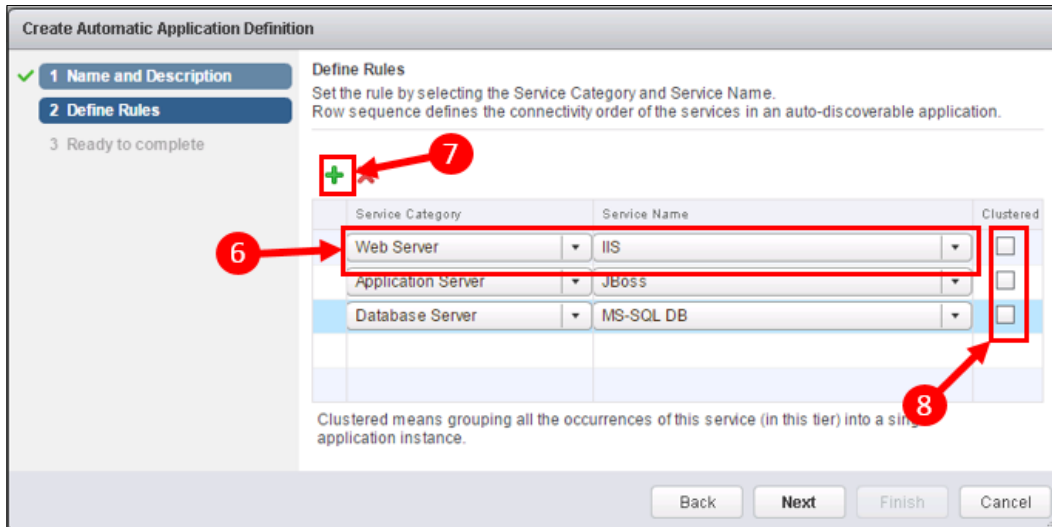 Create Automatic Application Definition
1 Name and Description
2 Define Rules
3 Ready to complete
Define Rules
Set the rule by selecting the Service Category and Service Name.
Row sequence defines the connectivity order of the services in an auto-discoverable application.
7
Service Category Service Name Clustered
6
Web Server IIS
Application Server JBoss
Database Server MS-SQL DB
8
Clustered means grouping all the occurrences of this service (in this tier) into a
application instance.
Back Next Finish Cancel